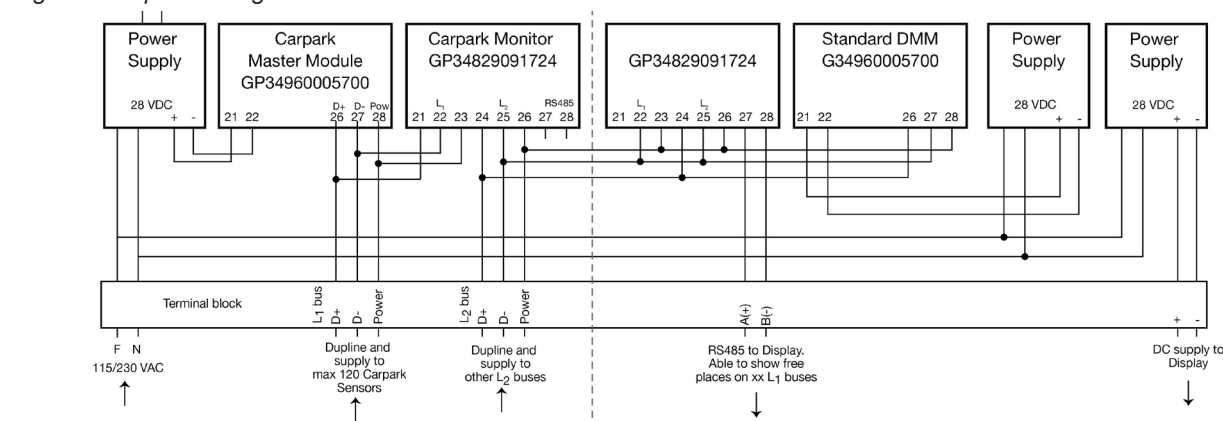 Power
Supply
28 VDC
+ -
Carpark
Master Module
GP34960005700
D+ D- Pow
21 22 26 27 28
Carpark Monitor
GP34829091724
L1 L2 RS485
21 22 23 24 25 26 27 28
GP34829091724
L1 L2
21 22 23 24 25 26 27 28
Standard DMM
G34960005700
21 22 26 27 28
Power
Supply
28 VDC
+ -
Power
Supply
28 VDC
+ -
Terminal block
L1 bus
D+
D-
Power
L2 bus
D+
D-
Power
A(+)
B(-)
+ -
F N
115/230 VAC
Dupline and
supply to
max 120 Carpark
Sensors
Dupline and
supply to
other L2 buses
RS485 to Display.
Able to show free
places on xx L1 buses
DC supply to
Display